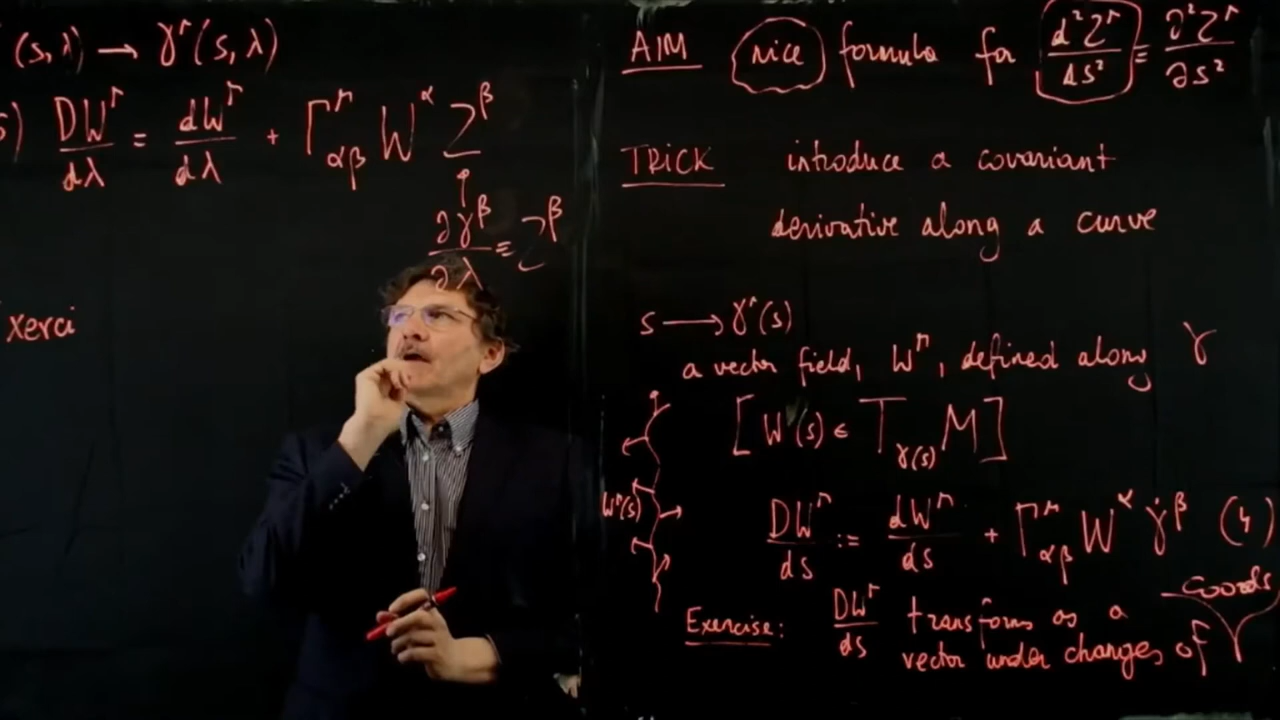 (s,λ) → γ^μ(s,λ)
5) DW^μ/dλ = dW^μ/dλ + Γ^μ_αβ W^α Z^β
∂γ^β/∂λ = Z^β
xerci
AIM nice formula for d²Z^μ/ds² = ∂²Z^μ/∂s²
TRICK introduce a covariant
derivative along a curve
s → γ^μ(s)
a vector field, W^μ, defined along γ
[W^μ(s) ∈ T_γ(s) M]
W^μ(s)
DW^μ/ds := dW^μ/ds + Γ^μ_αβ W^α γ̇^β (4)
Exercise: DW^μ/ds transforms as a
vector under changes of
coords